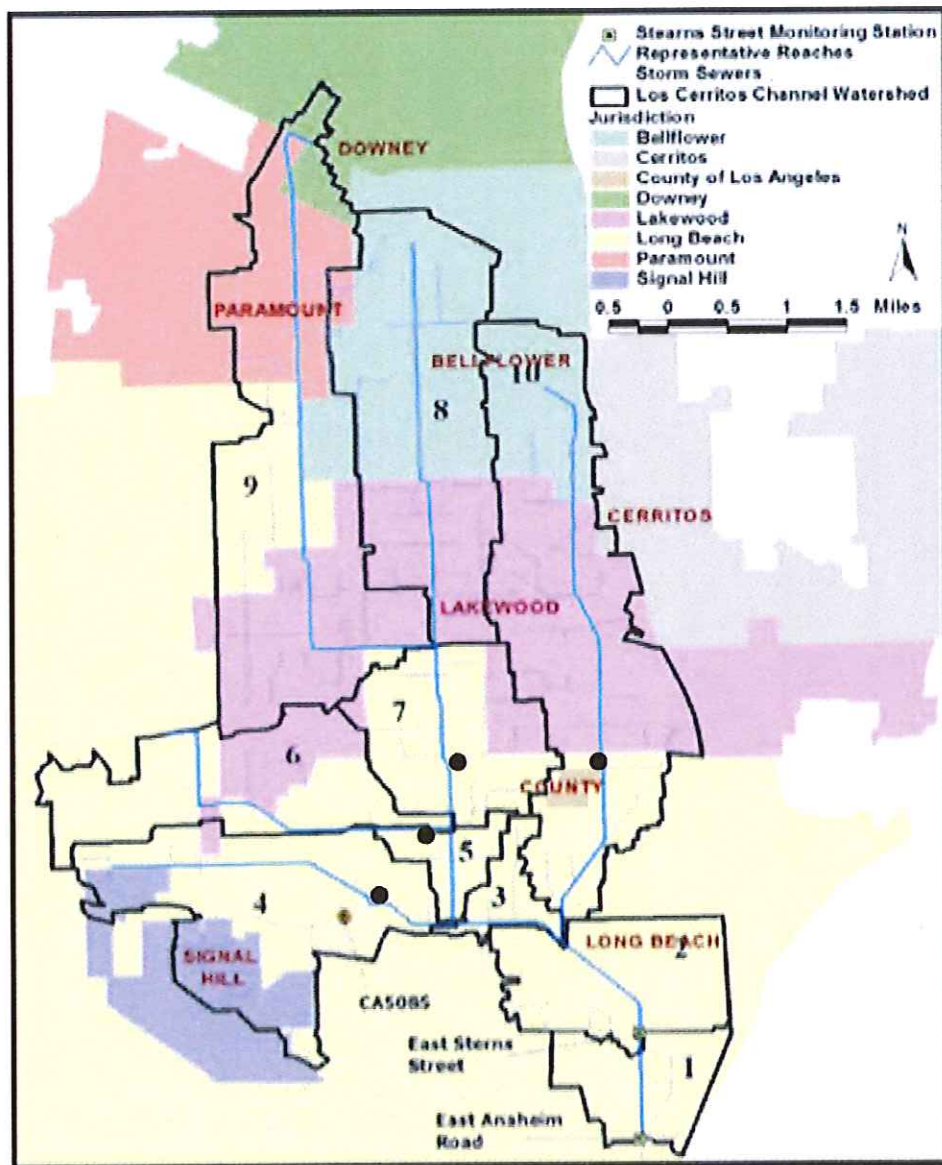 Stearns Street Monitoring Station
Representative Reaches
Storm Sewers
Los Cerritos Channel Watershed
Jurisdiction
Bellflower
Cerritos
County of Los Angeles
Downey
Lakewood
Long Beach
Paramount
Signal Hill
N
0.5 0 0.5 1 1.5 Miles
DOWNEY
PARAMOUNT
BELLFLOWER
10
8
9
CERRITOS
LAKEWOOD
7
6
COUNTY
5
3
4
LONG BEACH
2
SIGNAL
HILL
CA5085
East Sterns
Street
1
East Anaheim
Road